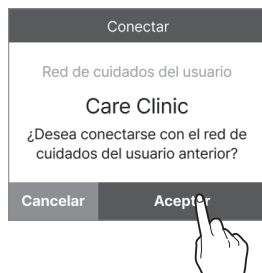 Conectar
Red de cuidados del usuario
Care Clinic
¿Desea conectarse con el red de
cuidados del usuario anterior?
Cancelar
Aceptar